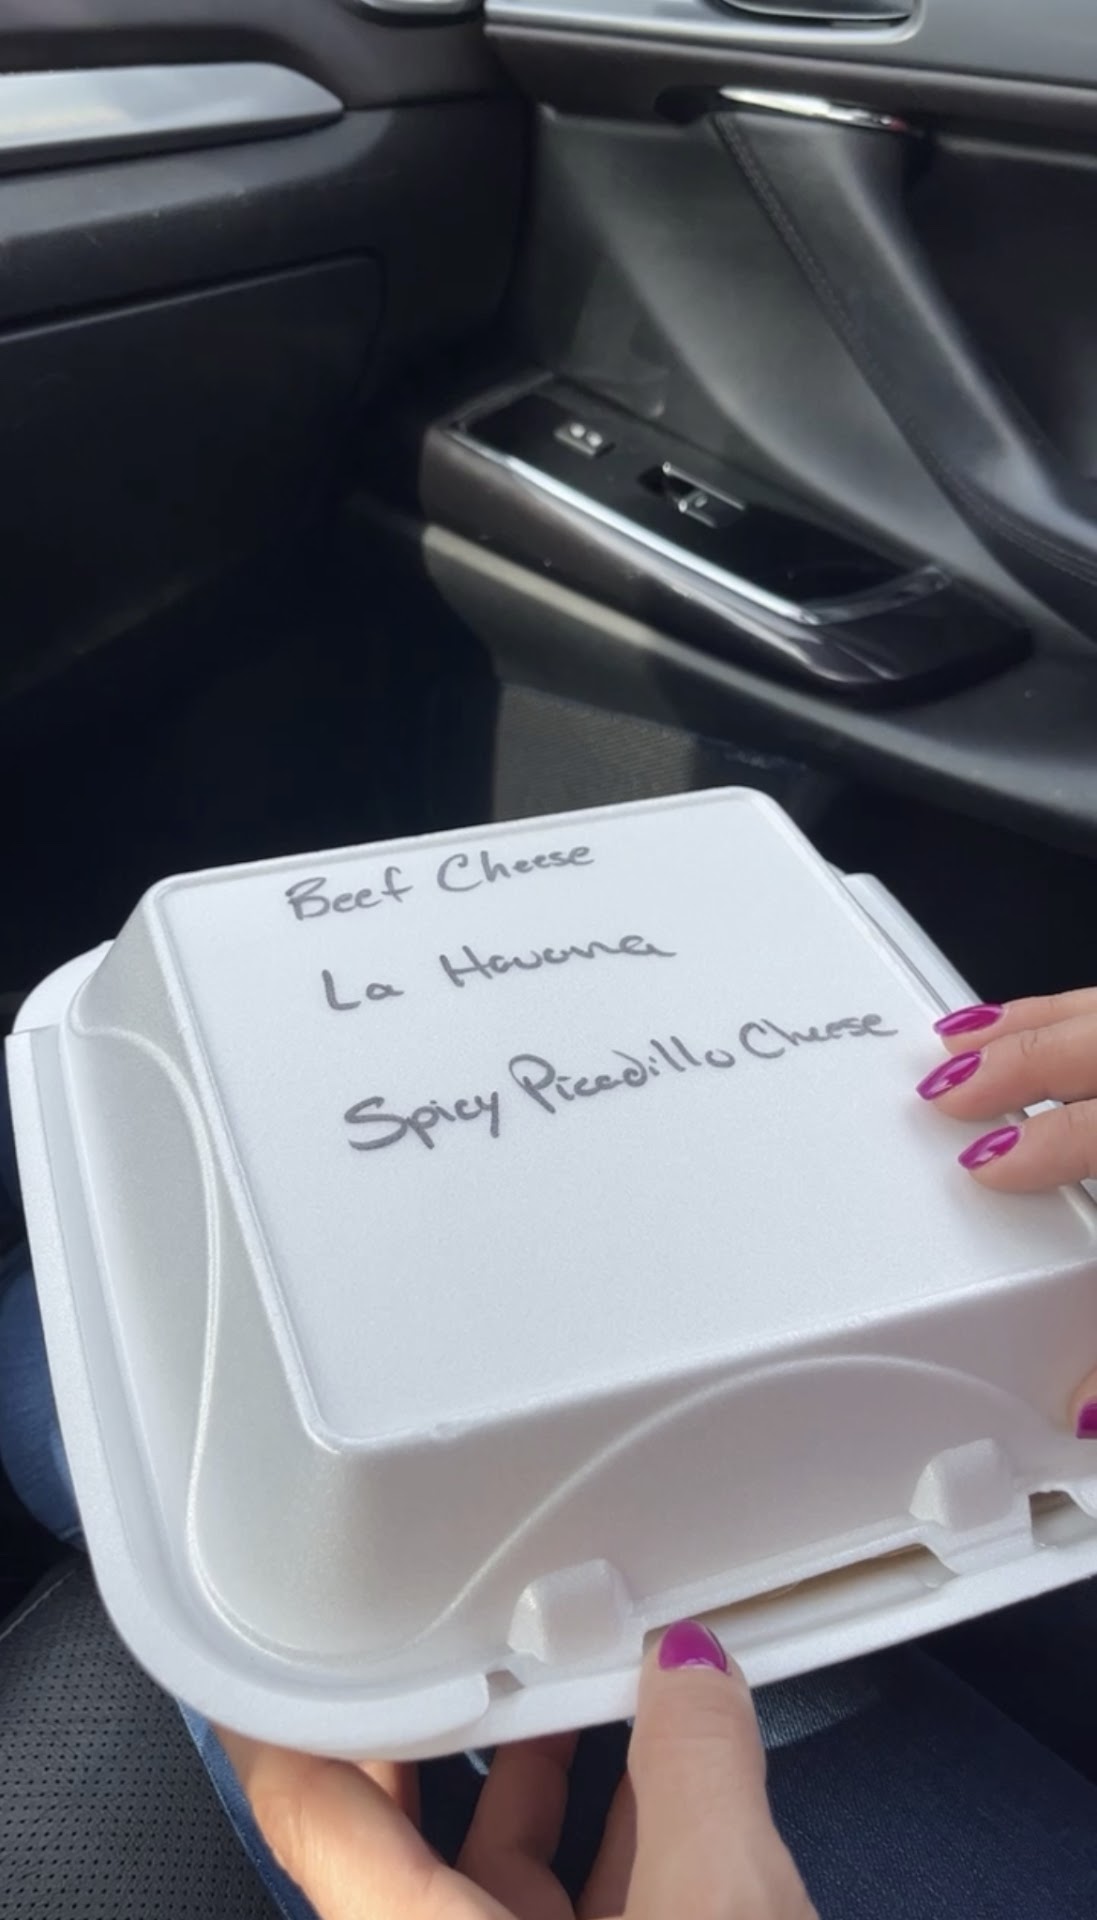 Beef Cheese
La Havana
Spicy Picadillo Cheese